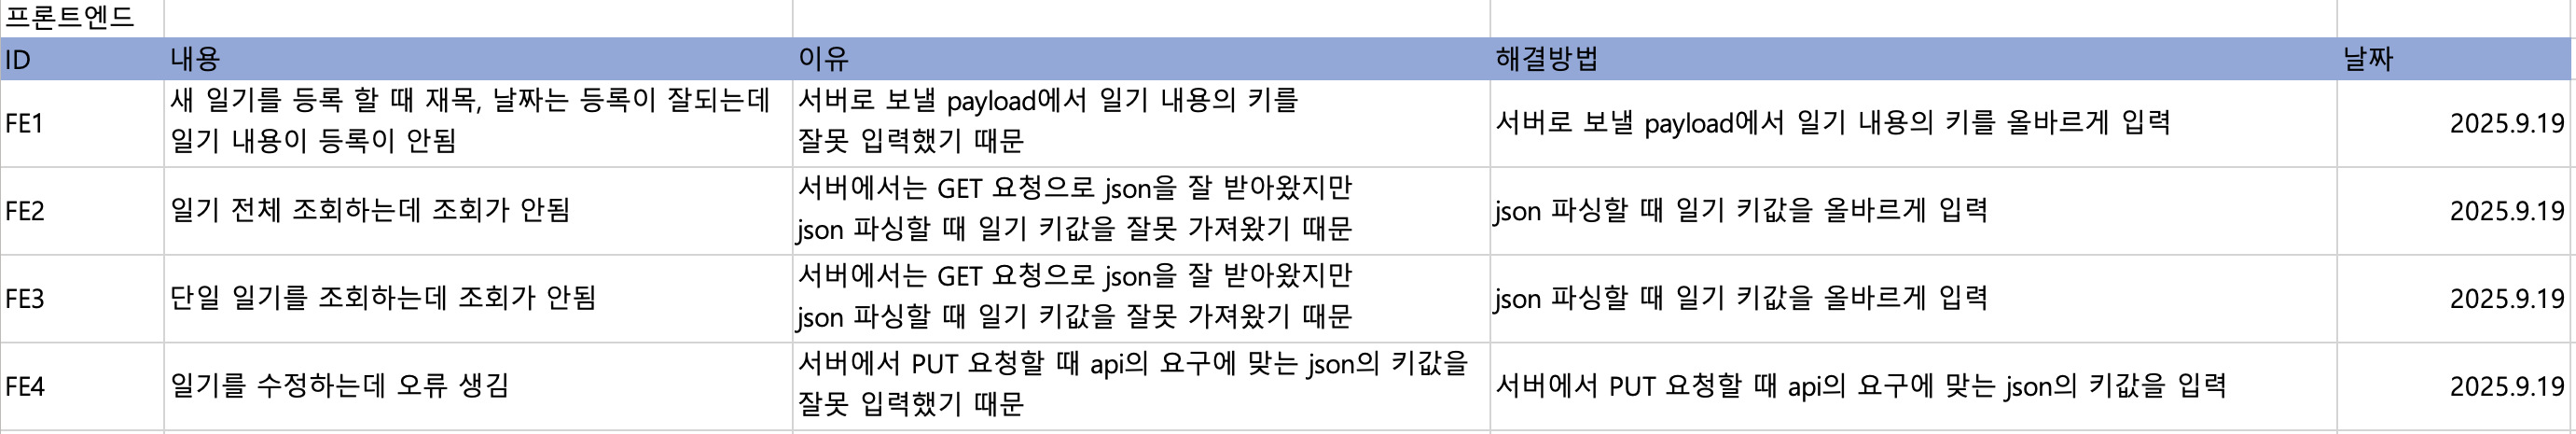 프론트엔드
ID 내용 이유 해결방법 날짜
FE1
새 일기를 등록 할 때 재목, 날짜는 등록이 잘되는데
일기 내용이 등록이 안됨
서버로 보낼 payload에서 일기 내용의 키를
잘못 입력했기 때문
서버로 보낼 payload에서 일기 내용의 키를 올바르게 입력
2025.9.19
FE2
일기 전체 조회하는데 조회가 안됨
서버에서는 GET 요청으로 json을 잘 받아왔지만
json 파싱할 때 일기 키값을 잘못 가져왔기 때문
json 파싱할 때 일기 키값을 올바르게 입력
2025.9.19
FE3
단일 일기를 조회하는데 조회가 안됨
서버에서는 GET 요청으로 json을 잘 받아왔지만
json 파싱할 때 일기 키값을 잘못 가져왔기 때문
json 파싱할 때 일기 키값을 올바르게 입력
2025.9.19
FE4
일기를 수정하는데 오류 생김
서버에서 PUT 요청할 때 api의 요구에 맞는 json의 키값을
잘못 입력했기 때문
서버에서 PUT 요청할 때 api의 요구에 맞는 json의 키값을 입력
2025.9.19